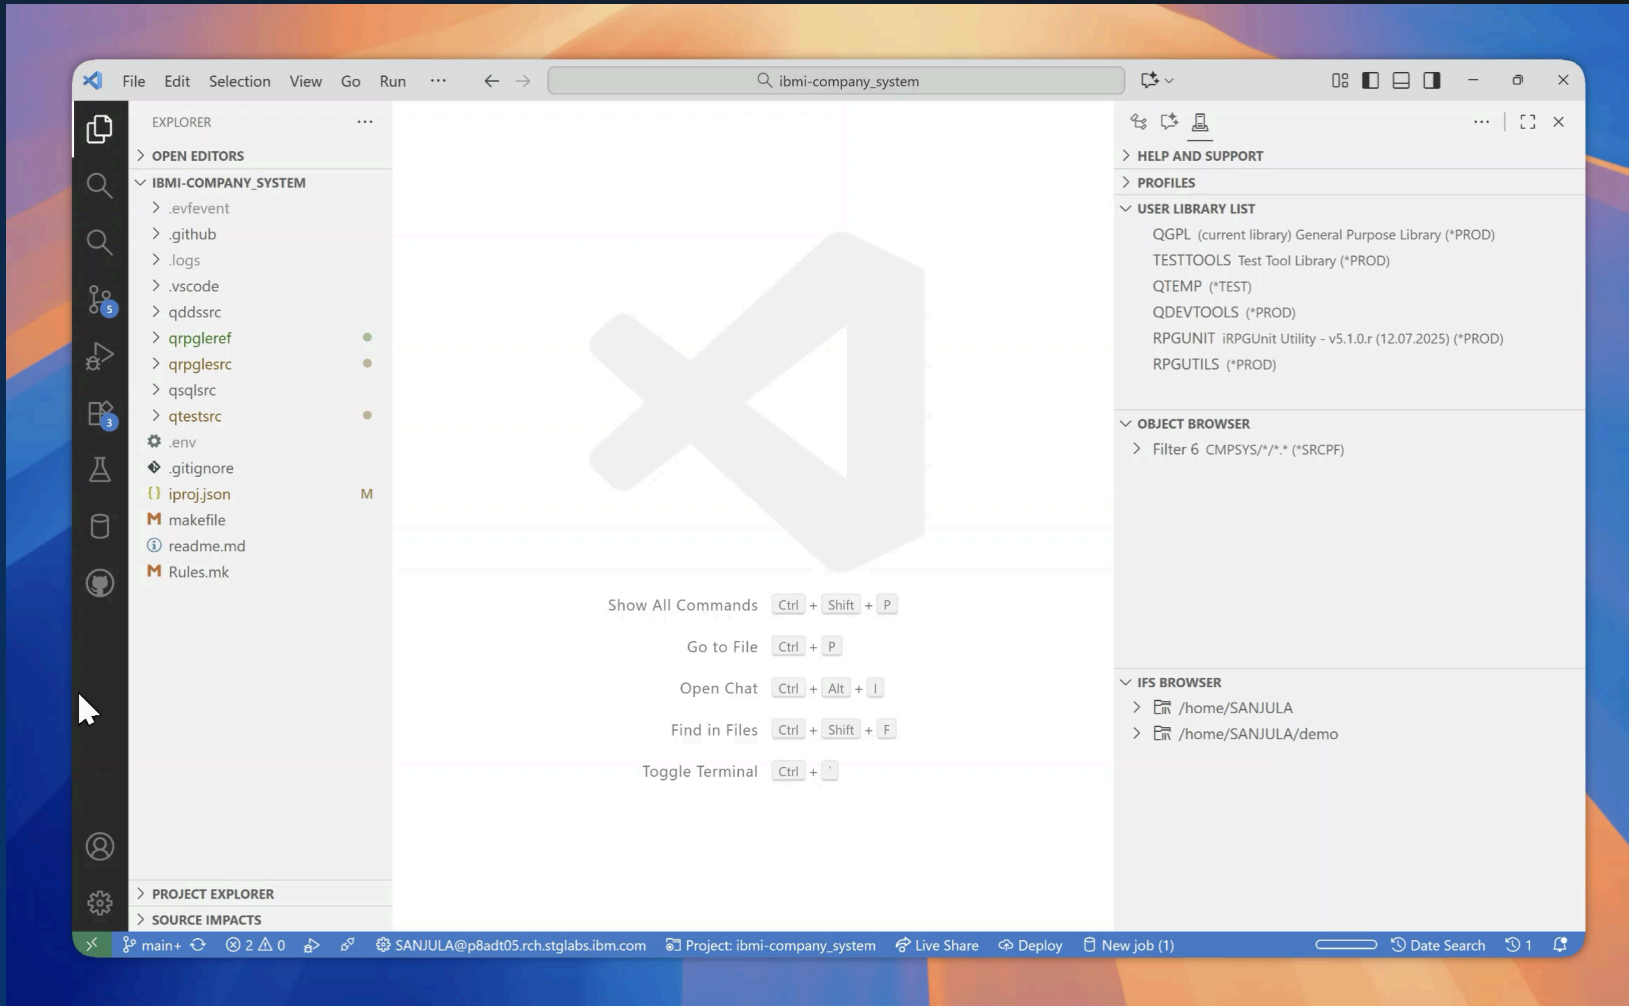 File Edit Selection View Go Run ··· ibmi-company_system
EXPLORER ···
OPEN EDITORS
IBMI-COMPANY_SYSTEM
.evfevent
.github
.logs
.vscode
qddssrc
qrpgleref
qrpglesrc
qsqlsrc
qtestsrc
.env
.gitignore
iproj.json M
makefile
readme.md
Rules.mk
PROJECT EXPLORER
SOURCE IMPACTS
5
3
Show All Commands Ctrl + Shift + P
Go to File Ctrl + P
Open Chat Ctrl + Alt + I
Find in Files Ctrl + Shift + F
Toggle Terminal Ctrl + `
HELP AND SUPPORT
PROFILES
USER LIBRARY LIST
QGPL (current library) General Purpose Library (*PROD)
TESTTOOLS Test Tool Library (*PROD)
QTEMP (*TEST)
QDEVTOOLS (*PROD)
RPGUNIT iRPGUnit Utility - v5.1.0.r (12.07.2025) (*PROD)
RPGUTILS (*PROD)
OBJECT BROWSER
Filter 6 CMPSYS/*/*.* (*SRCPF)
IFS BROWSER
/home/SANJULA
/home/SANJULA/demo
main+ 2 0 SANJULA@p8adt05.rch.stglabs.ibm.com Project: ibmi-company_system Live Share Deploy New job (1) Date Search 1